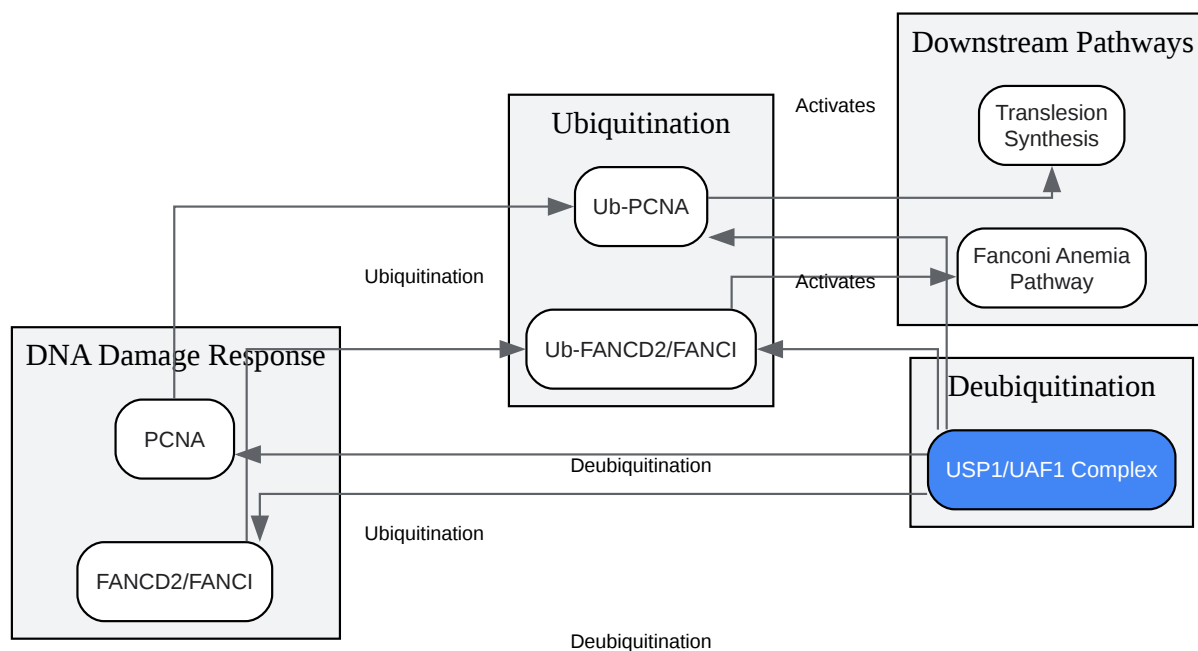 Downstream Pathways
Activates
Translesion
Synthesis
Ubiquitination
Ub-PCNA
Fanconi Anemia
Pathway
Ubiquitination
Activates
DNA Damage Response
Ub-FANCD2/FANCI
Deubiquitination
PCNA
Deubiquitination
USP1/UAF1 Complex
Ubiquitination
FANCD2/FANCI
Deubiquitination